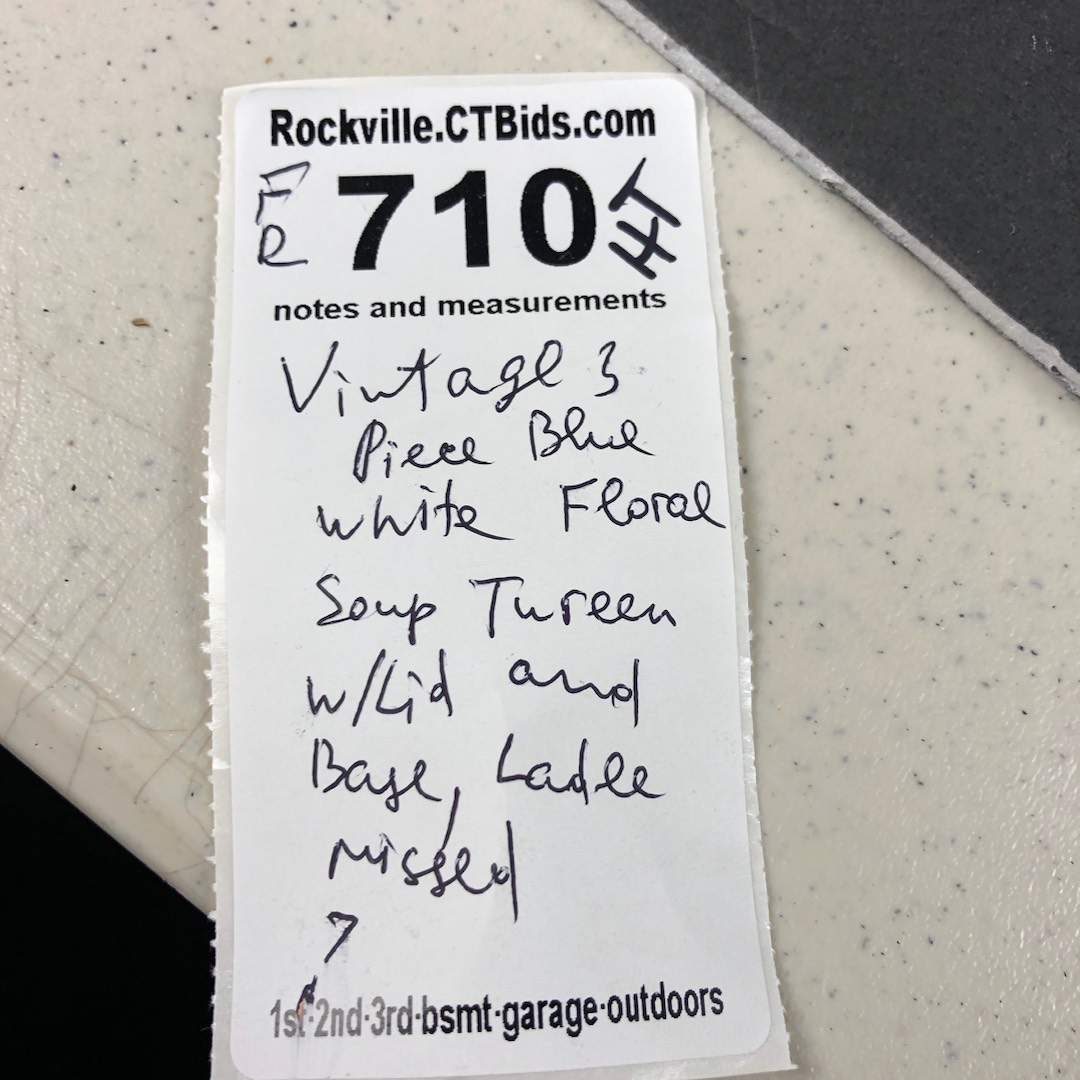 Rockville.CTBids.com
FR 710 HT
notes and measurements
Vintage 3
Piece Blue
white Floral
Soup Tureen
w/Lid and
Base, Ladle
missed
7
1st·2nd·3rd·bsmt·garage·outdoors